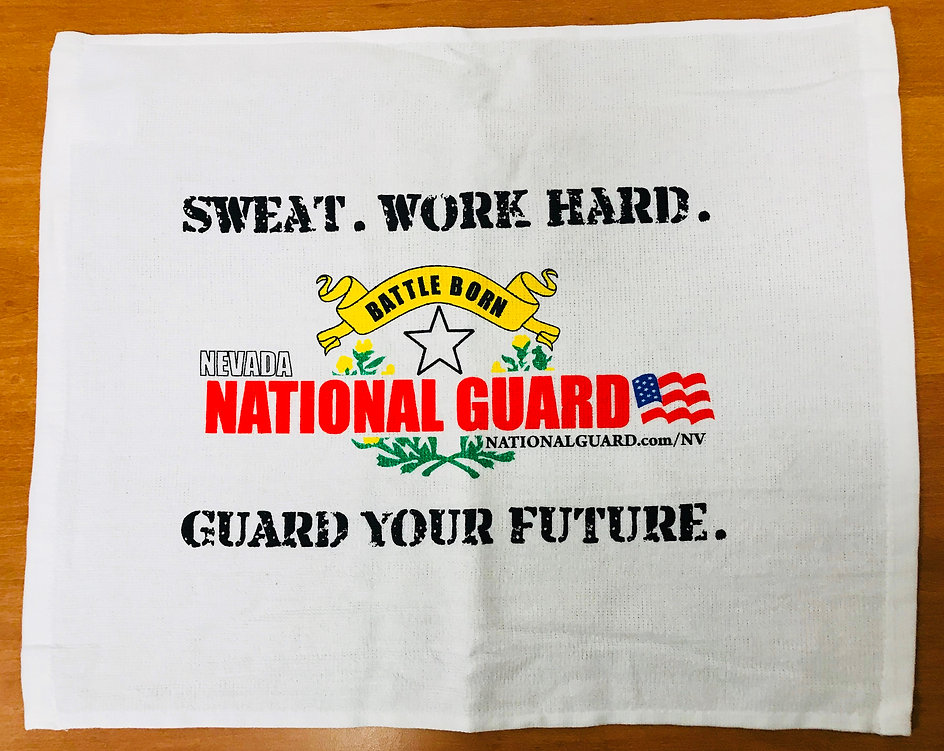 SWEAT. WORK HARD.
BATTLE BORN
NEVADA
NATIONAL GUARD
NATIONALGUARD.com/NV
GUARD YOUR FUTURE.